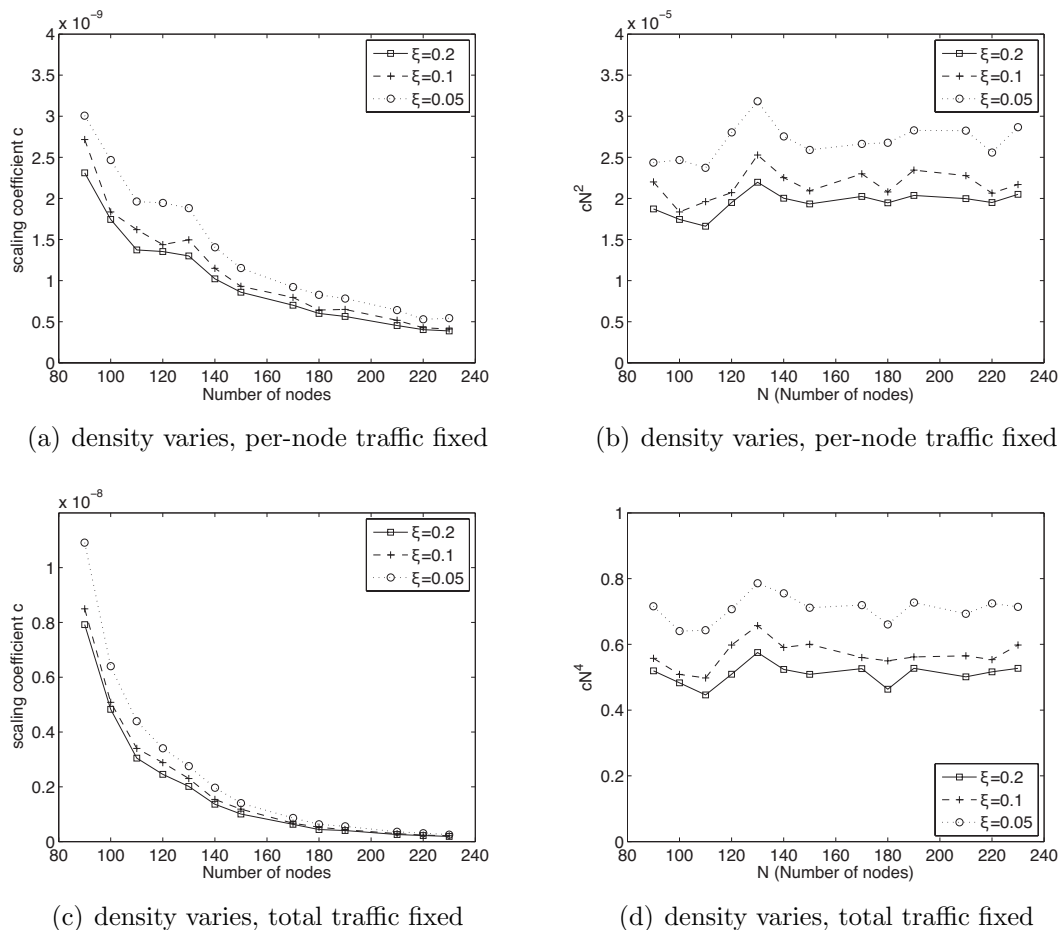 x 10^-9
4
3.5
3
2.5
2
1.5
1
0.5
0
scaling coefficient c
80 100 120 140 160 180 200 220 240
Number of nodes
ξ=0.2
ξ=0.1
ξ=0.05
(a) density varies, per-node traffic fixed
x 10^-5
4
3.5
3
2.5
2
1.5
1
0.5
0
cN^2
80 100 120 140 160 180 200 220 240
N (Number of nodes)
ξ=0.2
ξ=0.1
ξ=0.05
(b) density varies, per-node traffic fixed
x 10^-8
1
0.8
0.6
0.4
0.2
0
scaling coefficient c
80 100 120 140 160 180 200 220 240
Number of nodes
ξ=0.2
ξ=0.1
ξ=0.05
(c) density varies, total traffic fixed
1
0.8
0.6
0.4
0.2
0
cN^4
80 100 120 140 160 180 200 220 240
N (Number of nodes)
ξ=0.2
ξ=0.1
ξ=0.05
(d) density varies, total traffic fixed